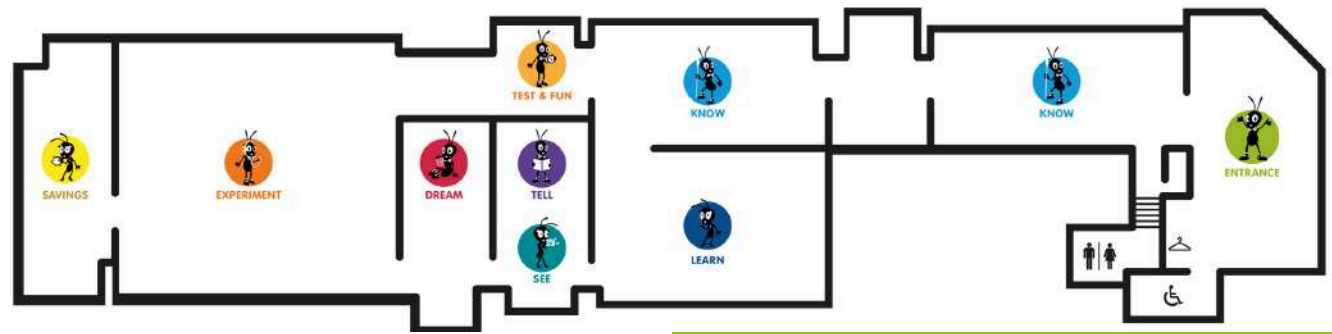 TEST & FUN
KNOW
KNOW
SAVINGS
EXPERIMENT
DREAM
TELL
ENTRANCE
SEE
LEARN